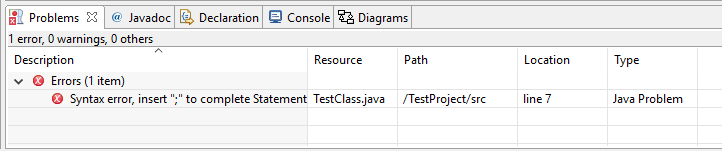 Problems @ Javadoc Declaration Console Diagrams
1 error, 0 warnings, 0 others
Description Resource Path Location Type
Errors (1 item)
Syntax error, insert ";" to complete Statement TestClass.java /TestProject/src line 7 Java Problem